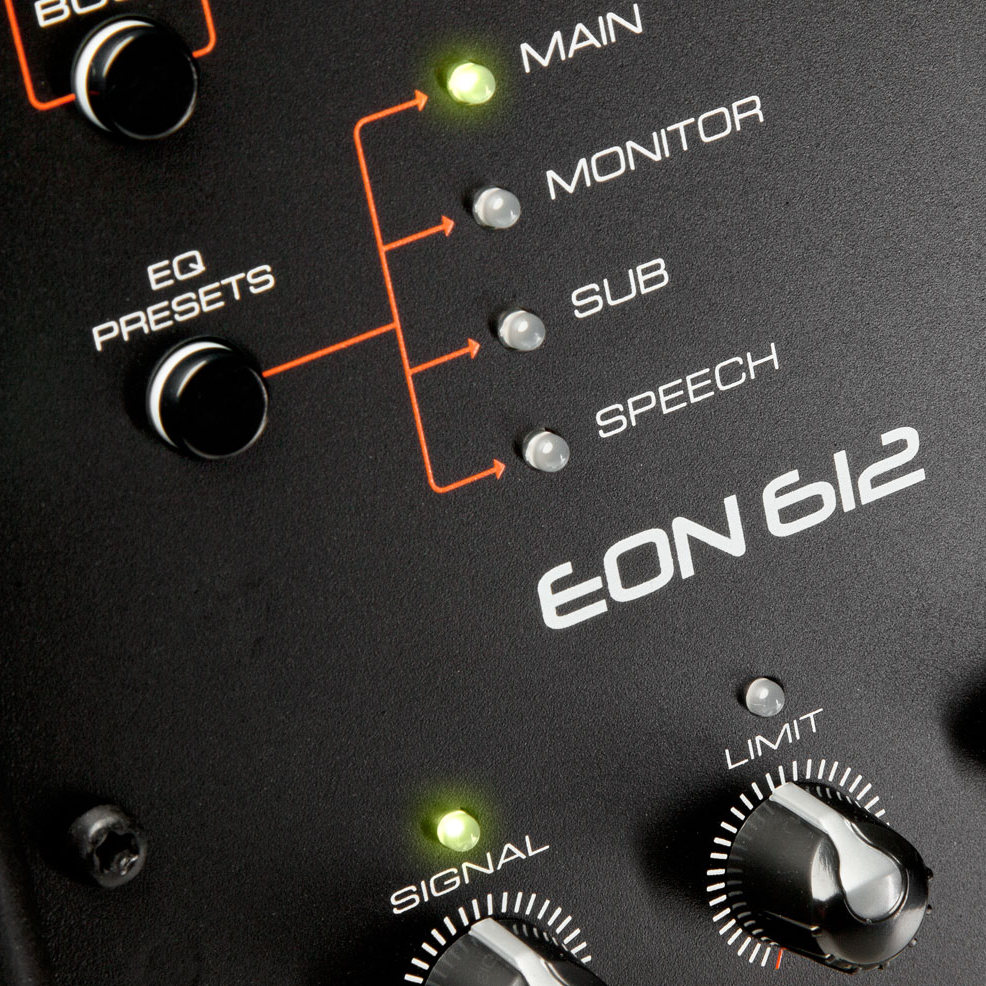 MAIN
MONITOR
EQ
PRESETS
SUB
SPEECH
EON 612
LIMIT
SIGNAL